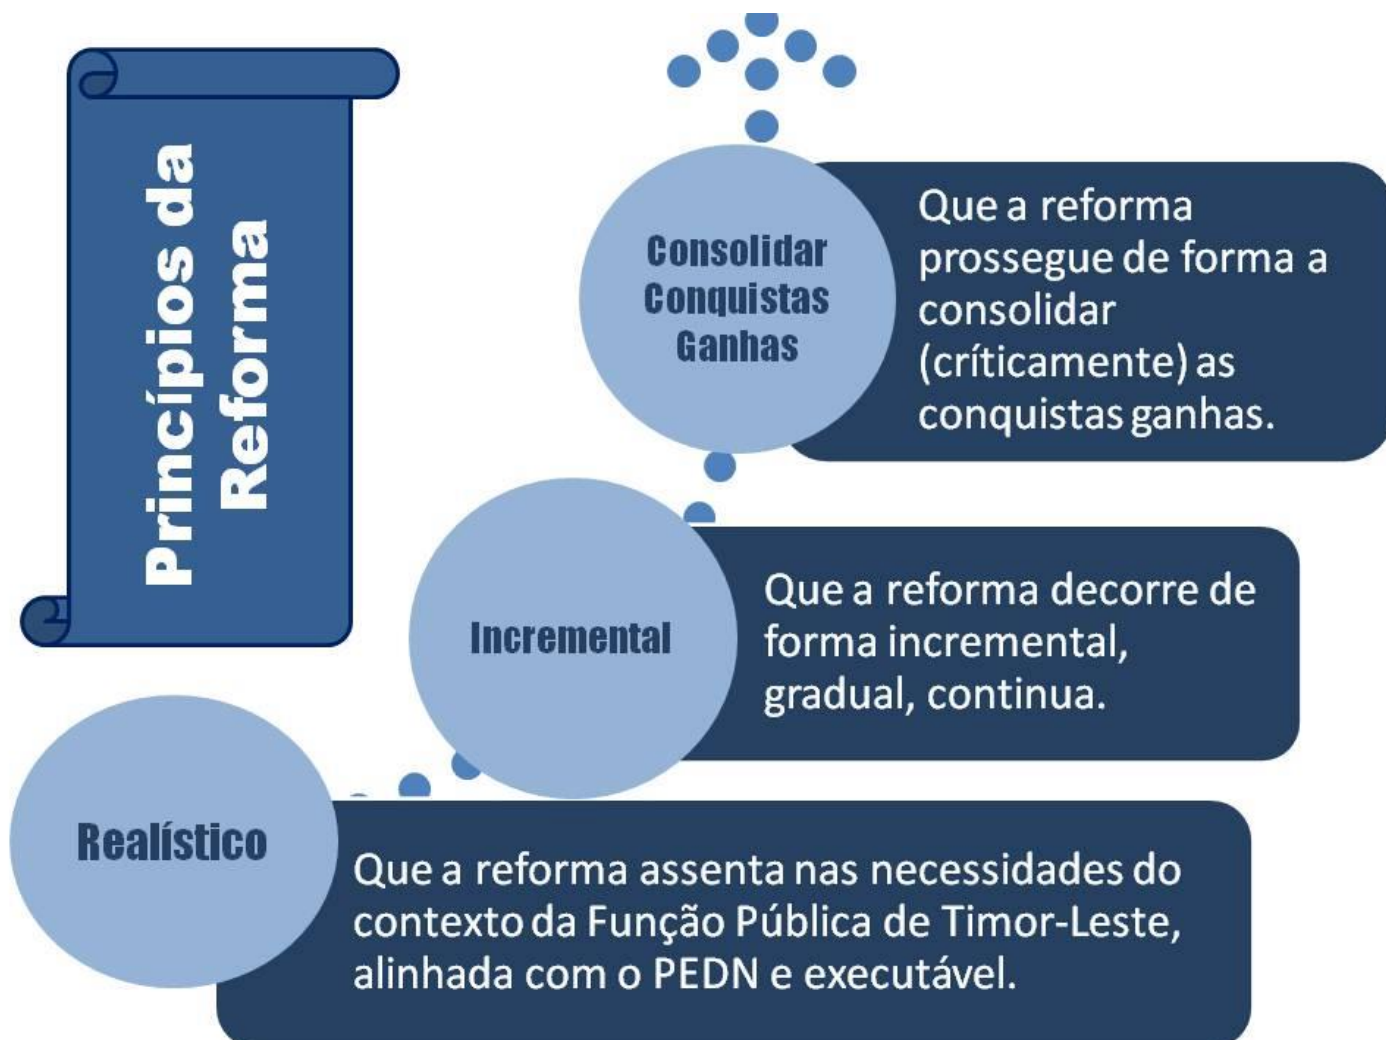 Princípios da
Reforma
Consolidar
Conquistas
Ganhas
Que a reforma
prossegue de forma a
consolidar
(críticamente) as
conquistas ganhas.
Incremental
Que a reforma decorre de
forma incremental,
gradual, continua.
Realístico
Que a reforma assenta nas necessidades do
contexto da Função Pública de Timor-Leste,
alinhada com o PEDN e executável.